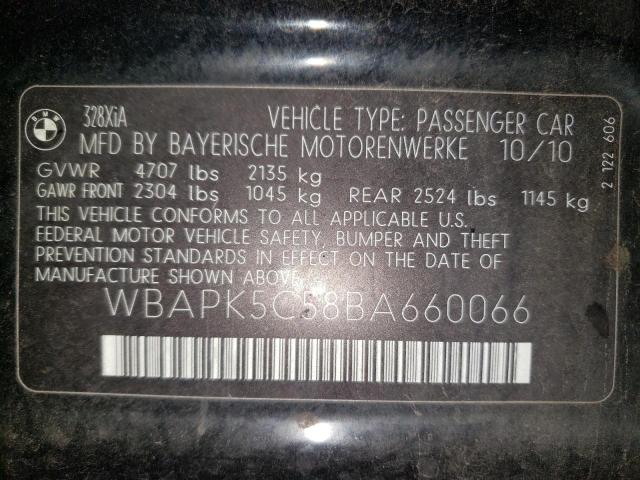 BMW
328XiA
VEHICLE TYPE: PASSENGER CAR
MFD BY BAYERISCHE MOTORENWERKE 10/10
GVWR 4707 lbs 2135 kg
GAWR FRONT 2304 lbs 1045 kg REAR 2524 lbs 1145 kg
THIS VEHICLE CONFORMS TO ALL APPLICABLE U.S.
FEDERAL MOTOR VEHICLE SAFETY, BUMPER AND THEFT
PREVENTION STANDARDS IN EFFECT ON THE DATE OF
MANUFACTURE SHOWN ABOVE.
WBAPK5C58BA660066
2 122 606